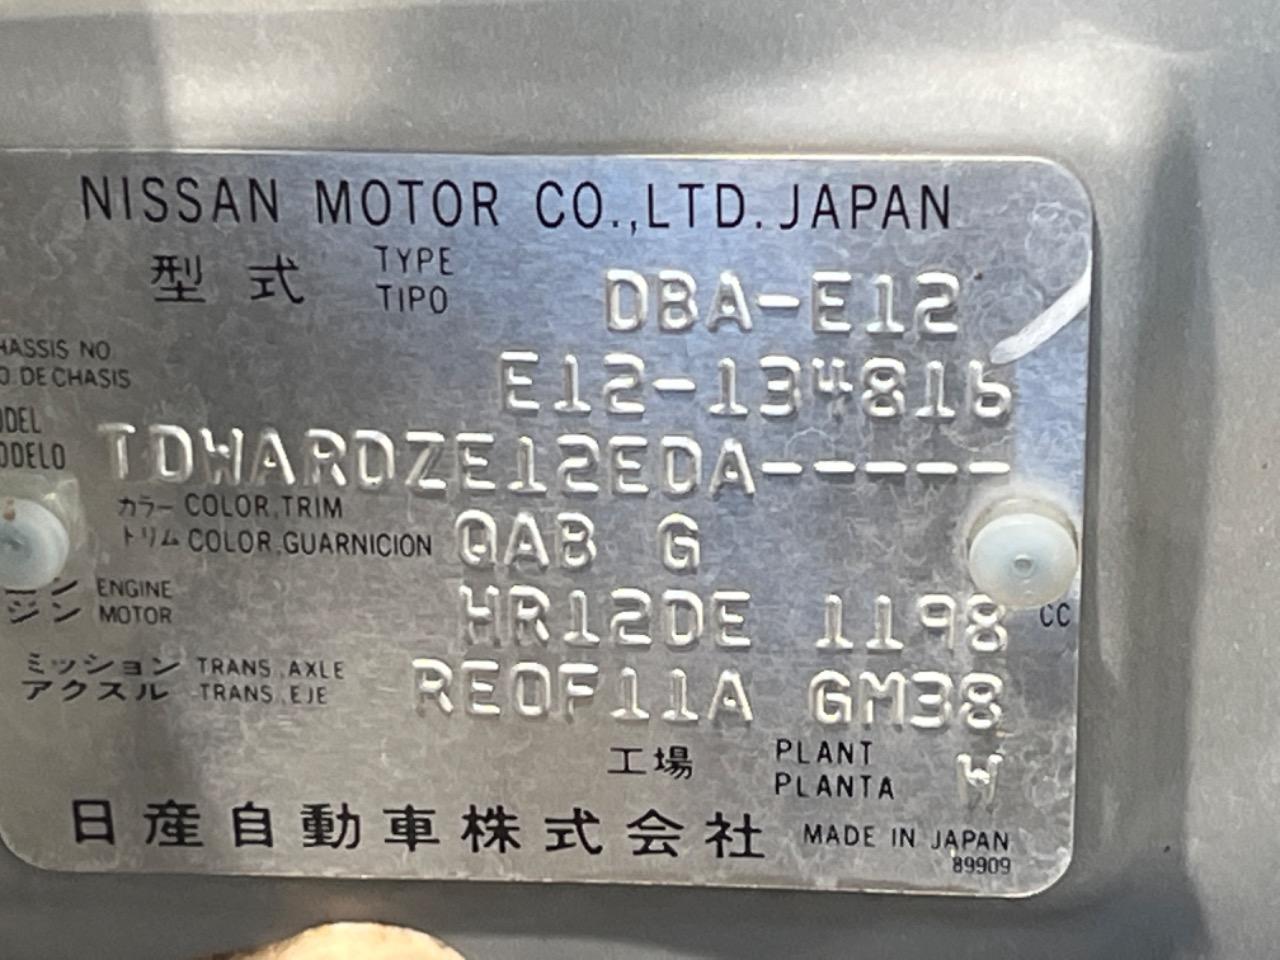 NISSAN MOTOR CO.,LTD. JAPAN
型式 TYPE TIPO DBA-E12
HASSIS NO. O. DE CHASIS E12-134816
ODEL ODELO TDWARDZE12EDA-----
カラー COLOR,TRIM
トリム COLOR,GUARNICION QAB G
ジン ENGINE MOTOR HR12DE 1198 CC
ミッション TRANS. AXLE
アクスル TRANS. EJE RE0F11A GM38
工場 PLANT PLANTA W
日産自動車株式会社 MADE IN JAPAN
89909